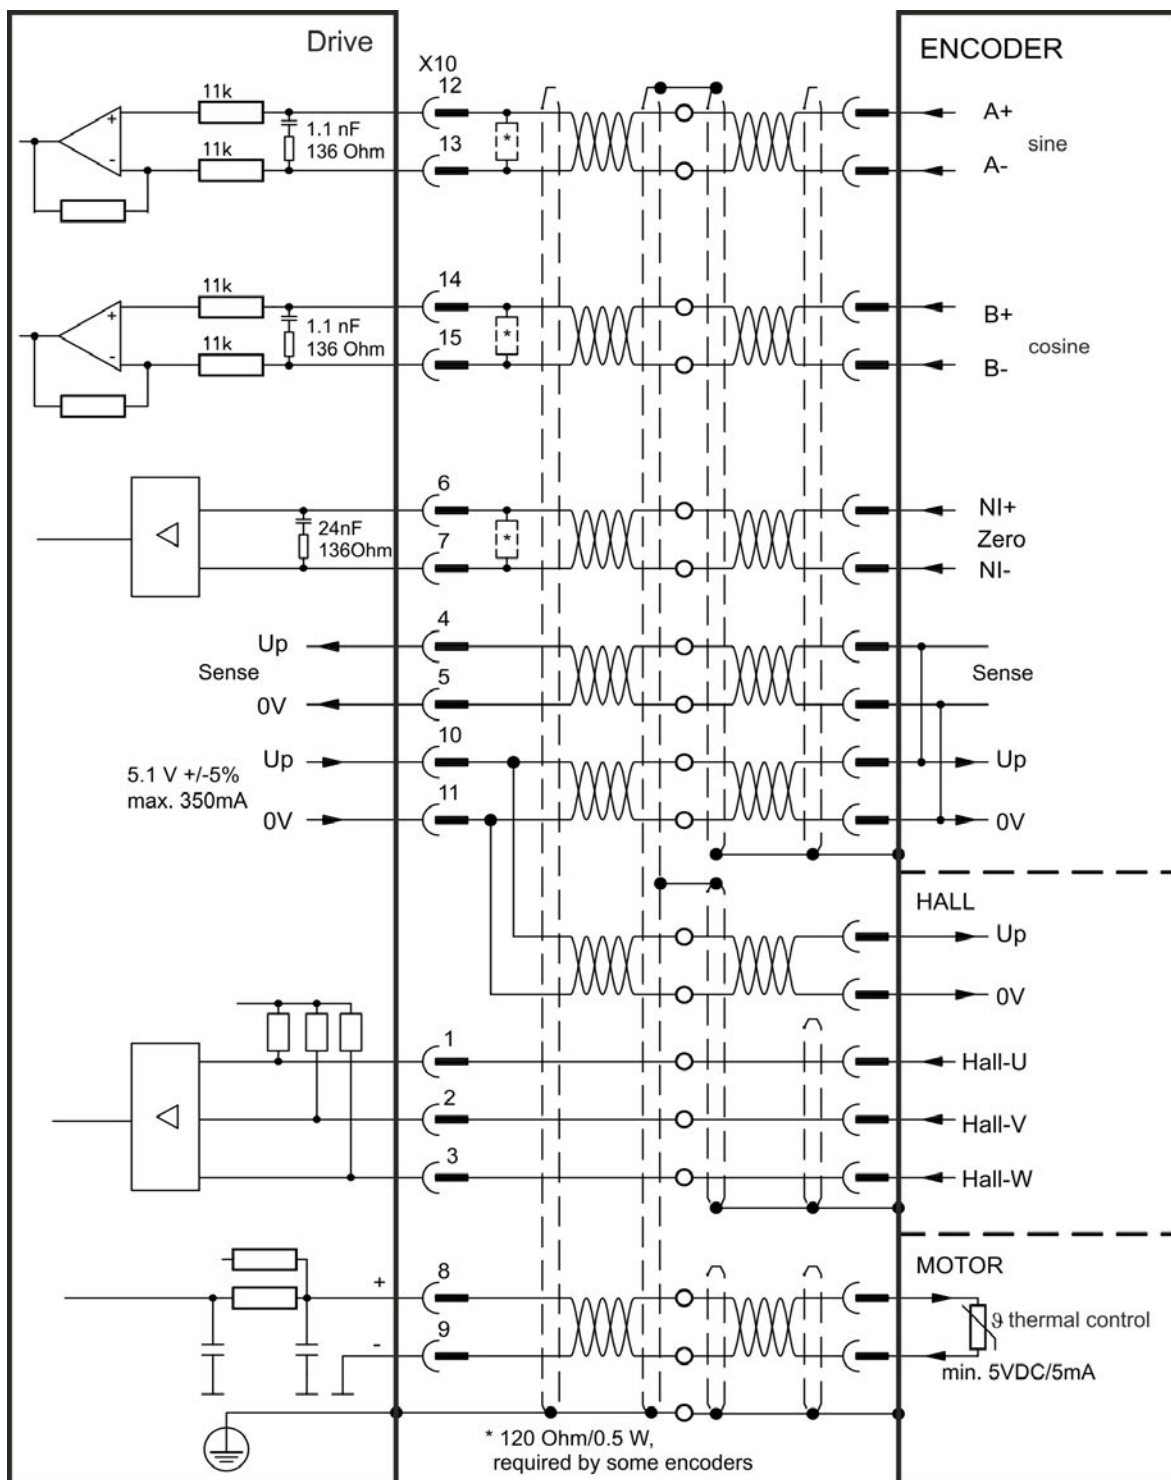 Drive
X10
ENCODER
12
11k
A+
1.1 nF
136 Ohm
*
sine
13
11k
A-
14
11k
B+
1.1 nF
136 Ohm
*
cosine
15
11k
B-
6
NI+
24nF
136Ohm
*
Zero
7
NI-
4
Up
Sense
Sense
5
0V
10
Up
Up
5.1 V +/-5%
max. 350mA
11
0V
0V
HALL
Up
0V
1
Hall-U
2
Hall-V
3
Hall-W
MOTOR
8
+
ϑ thermal control
9
-
min. 5VDC/5mA
* 120 Ohm/0.5 W,
required by some encoders
+
-
+
-